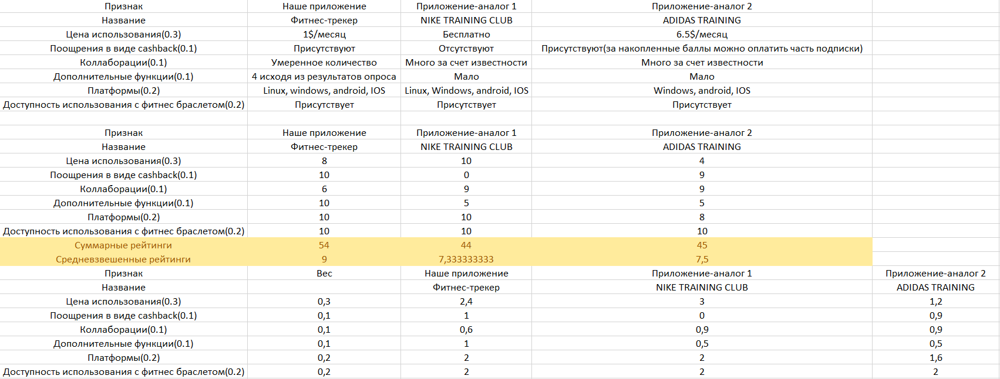 Признак Наше приложение Приложение-аналог 1 Приложение-аналог 2
Название Фитнес-трекер NIKE TRAINING CLUB ADIDAS TRAINING
Цена использования(0.3) 1$/месяц Бесплатно 6.5$/месяц
Поощрения в виде cashback(0.1) Присутствуют Отсутствуют Присутствуют(за накопленные баллы можно оплатить часть подписки)
Коллаборации(0.1) Умеренное количество Много за счет известности Много за счет известности
Дополнительные функции(0.1) 4 исходя из результатов опроса Мало Мало
Платформы(0.2) Linux, windows, android, IOS Linux, Windows, android, IOS Windows, android, IOS
Доступность использования с фитнес браслетом(0.2) Присутствует Присутствует Присутствует
Признак Наше приложение Приложение-аналог 1 Приложение-аналог 2
Название Фитнес-трекер NIKE TRAINING CLUB ADIDAS TRAINING
Цена использования(0.3) 8 10 4
Поощрения в виде cashback(0.1) 10 0 9
Коллаборации(0.1) 6 9 9
Дополнительные функции(0.1) 10 5 5
Платформы(0.2) 10 10 8
Доступность использования с фитнес браслетом(0.2) 10 10 10
Суммарные рейтинги 54 44 45
Средневзвешенные рейтинги 9 7,333333333 7,5
Признак Вес Наше приложение Приложение-аналог 1 Приложение-аналог 2
Название Фитнес-трекер NIKE TRAINING CLUB ADIDAS TRAINING
Цена использования(0.3) 0,3 2,4 3 1,2
Поощрения в виде cashback(0.1) 0,1 1 0 0,9
Коллаборации(0.1) 0,1 0,6 0,9 0,9
Дополнительные функции(0.1) 0,1 1 0,5 0,5
Платформы(0.2) 0,2 2 2 1,6
Доступность использования с фитнес браслетом(0.2) 0,2 2 2 2